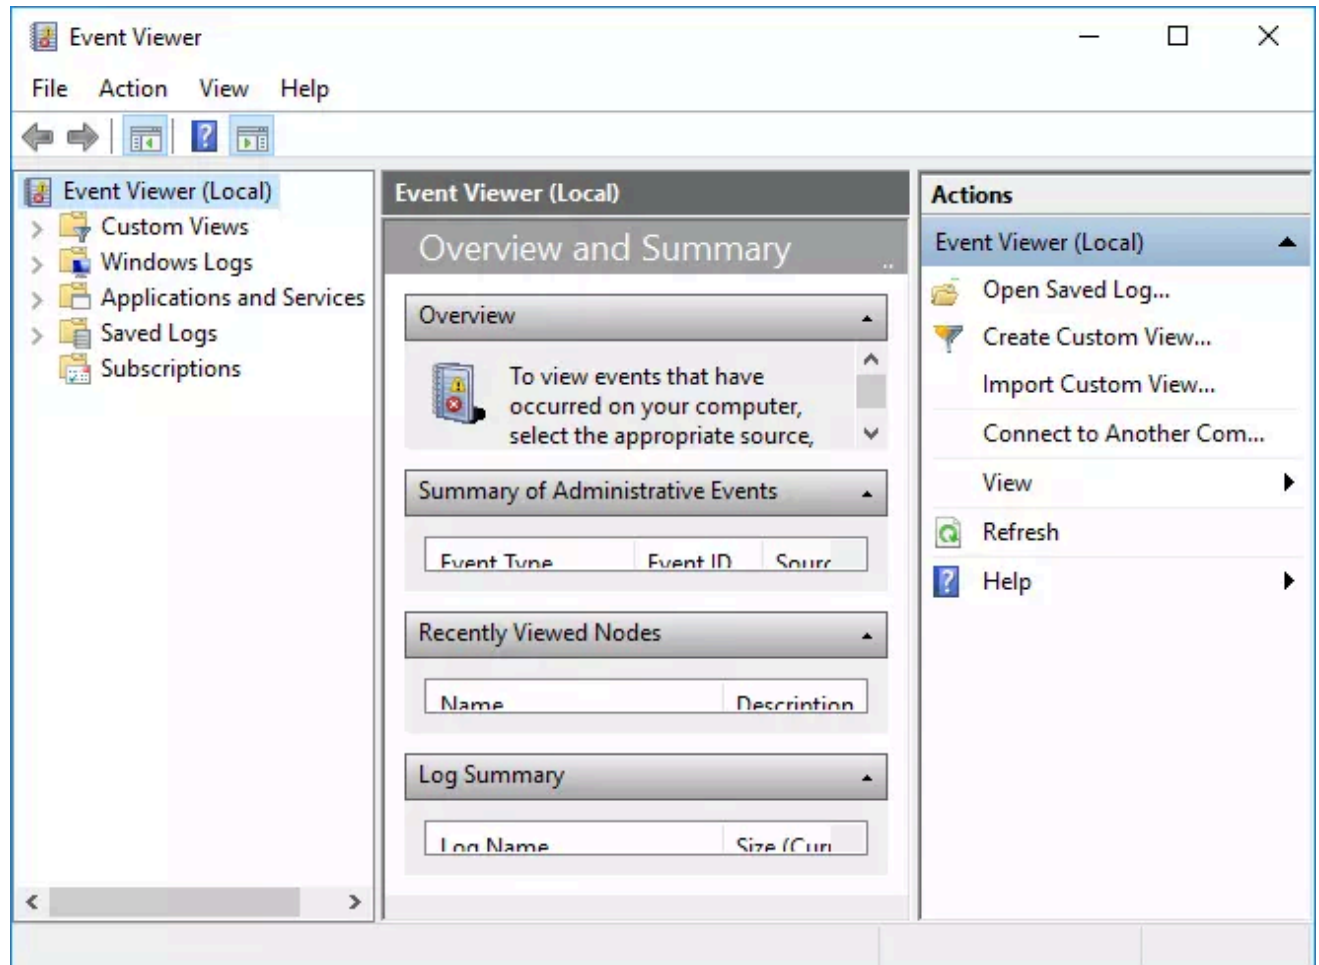 Event Viewer
File Action View Help
Event Viewer (Local)
Custom Views
Windows Logs
Applications and Services
Saved Logs
Subscriptions
Event Viewer (Local)
Overview and Summary
Overview
To view events that have
occurred on your computer,
select the appropriate source,
Summary of Administrative Events
Event Type Event ID Sourc
Recently Viewed Nodes
Name Description
Log Summary
Log Name Size (Curr
Actions
Event Viewer (Local)
Open Saved Log...
Create Custom View...
Import Custom View...
Connect to Another Com...
View
Refresh
Help